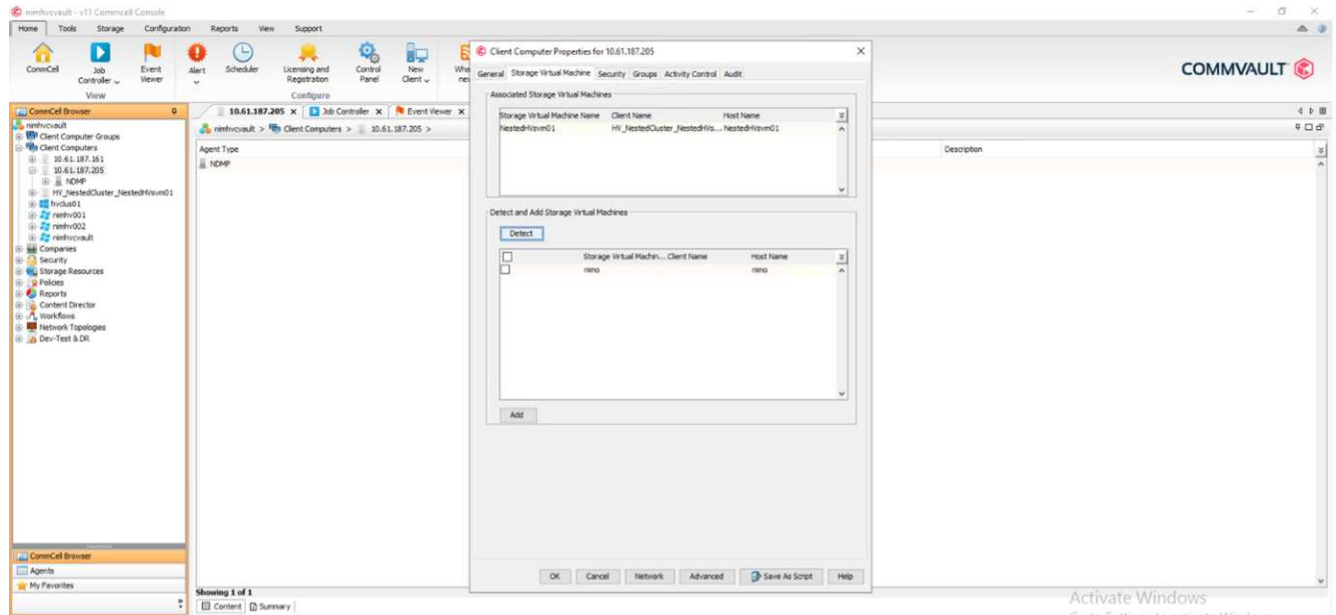 nimhvcvault - v11 Commcell Console
Home Tools Storage Configuration Reports View Support
CommCell
Job Controller
Event Viewer
Alert
Scheduler
Licensing and Registration
Control Panel
New Client
View
Configure
COMMVAULT
CommCell Browser
nimhvcvault
Client Computer Groups
Client Computers
10.61.187.161
10.61.187.205
NDMP
HV_NestedCluster_NestedHVsvm01
hvclus01
nimhv001
nimhv002
nimhvcvault
Companies
Security
Storage Resources
Policies
Reports
Content Director
Workflows
Network Topologies
Dev-Test & DR
CommCell Browser
Agents
My Favorites
10.61.187.205 Job Controller Event Viewer
nimhvcvault > Client Computers > 10.61.187.205 >
Agent Type
Description
NDMP
Showing 1 of 1
Content Summary
Client Computer Properties for 10.61.187.205
General Storage Virtual Machine Security Groups Activity Control Audit
Associated Storage Virtual Machines
Storage Virtual Machine Name Client Name Host Name
NestedHVsvm01 HV_NestedCluster_NestedHVs... NestedHVsvm01
Detect and Add Storage Virtual Machines
Detect
Storage Virtual Machin... Client Name Host Name
nimo nimo
Add
OK Cancel Network Advanced Save As Script Help
Activate Windows